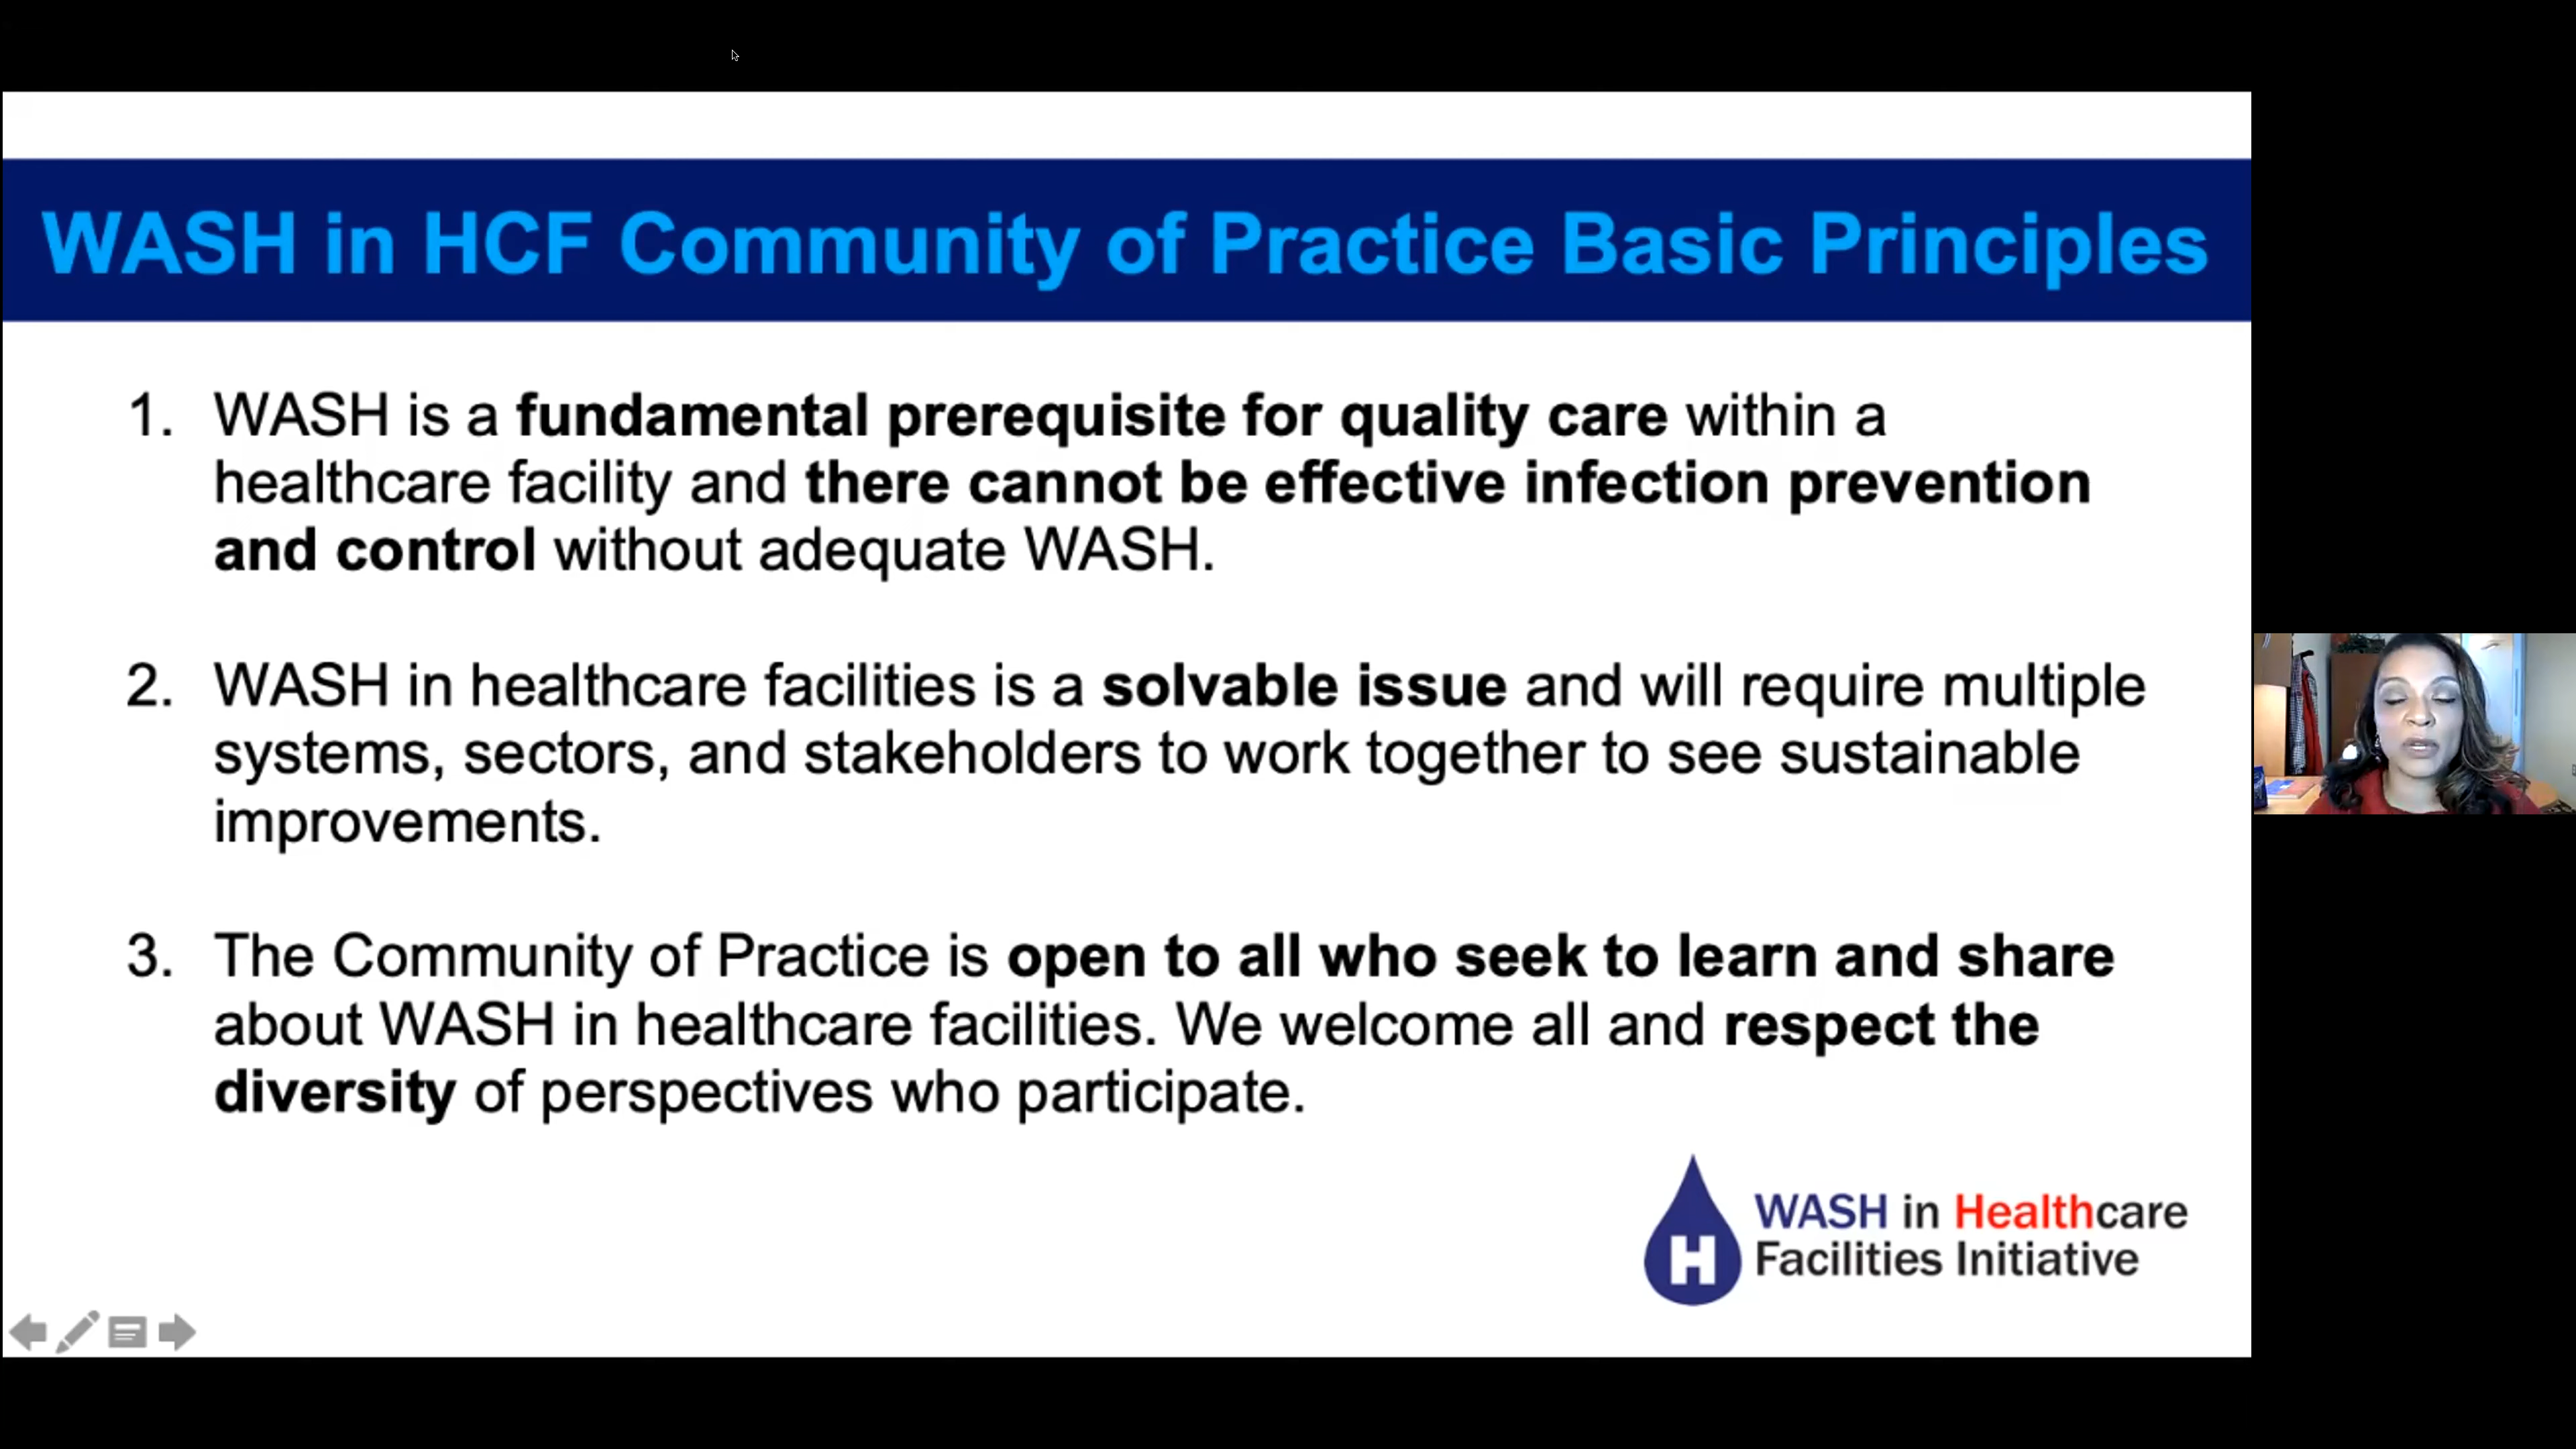 WASH in HCF Community of Practice Basic Principles
1. WASH is a fundamental prerequisite for quality care within a
healthcare facility and there cannot be effective infection prevention
and control without adequate WASH.
2. WASH in healthcare facilities is a solvable issue and will require multiple
systems, sectors, and stakeholders to work together to see sustainable
improvements.
3. The Community of Practice is open to all who seek to learn and share
about WASH in healthcare facilities. We welcome all and respect the
diversity of perspectives who participate.
H
WASH in Healthcare
Facilities Initiative